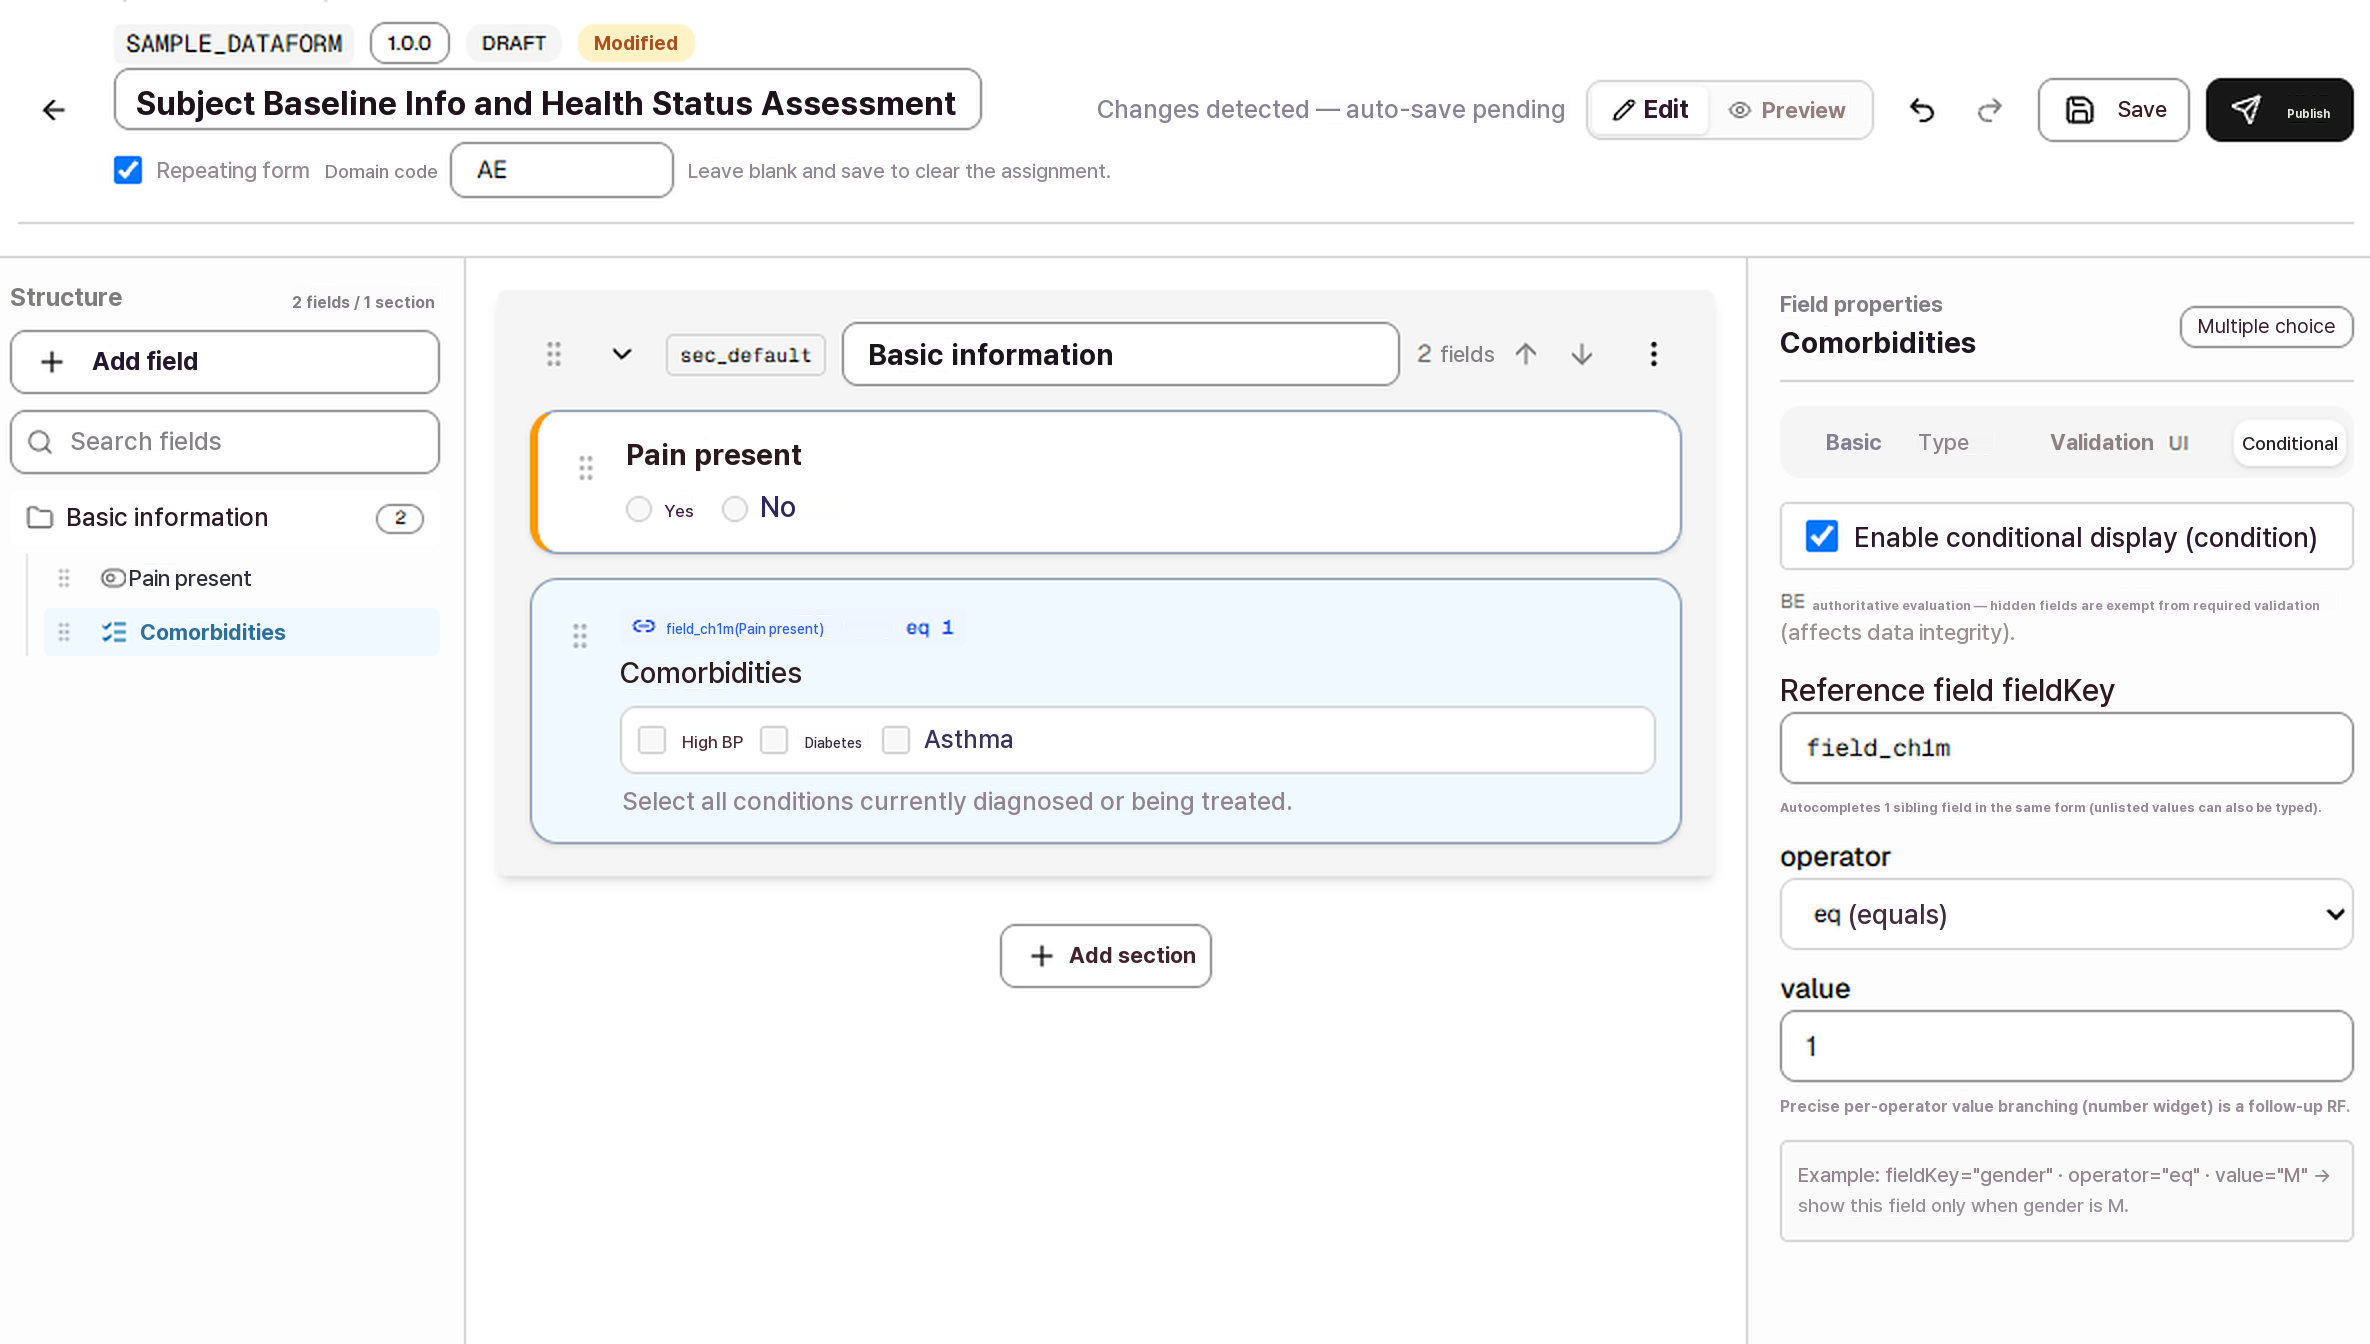 SAMPLE_DATAFORM 1.0.0 DRAFT Modified
Subject Baseline Info and Health Status Assessment
Changes detected — auto-save pending Edit Preview Save Publish
Repeating form Domain code AE Leave blank and save to clear the assignment.
Structure 2 fields / 1 section
Add field
Search fields
Basic information 2
Pain present
Comorbidities
sec_default Basic information 2 fields
Pain present
Yes No
field_ch1m(Pain present) eq 1
Comorbidities
High BP Diabetes Asthma
Select all conditions currently diagnosed or being treated.
Add section
Field properties
Comorbidities Multiple choice
Basic Type Validation UI Conditional
Enable conditional display (condition)
BE authoritative evaluation — hidden fields are exempt from required validation
(affects data integrity).
Reference field fieldKey
field_ch1m
Autocompletes 1 sibling field in the same form (unlisted values can also be typed).
operator
eq (equals)
value
1
Precise per-operator value branching (number widget) is a follow-up RF.
Example: fieldKey="gender" · operator="eq" · value="M" →
show this field only when gender is M.